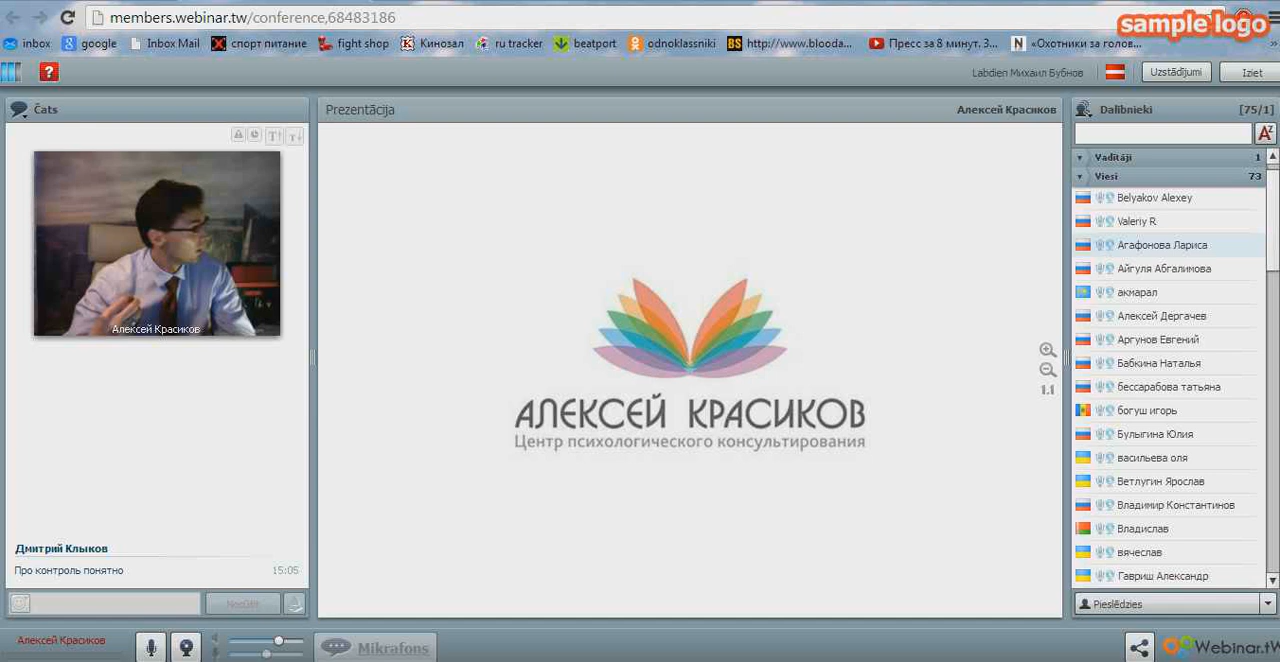 members.webinar.tw/conference,68483186
sample logo
inbox
google
Inbox Mail
спорт питание
fight shop
Кинозал
ru tracker
beatport
odnoklassniki
http://www.blooda...
Пресс за 8 минут. 3...
«Охотники за голов...
Labdien Михаил Бубнов
Uzstādījumi
Iziet
Čats
Prezentācija
Алексей Красиков
Dalībnieki
[75/1]
Vadītāji 1
Viesi 73
Belyakov Alexey
Valeriy R
Агафонова Лариса
Айгуля Абгалимова
акмарал
Алексей Дергачев
Аргунов Евгений
Бабкина Наталья
бессарабова татьяна
богуш игорь
Булыгина Юлия
васильева оля
Ветлугин Ярослав
Владимир Константинов
Владислав
вячеслав
Гавриш Александр
Pieslēdzies
Алексей Красиков
АЛЕКСЕЙ КРАСИКОВ
Центр психологического консультирования
1:1
Дмитрий Клыков
Про контроль понятно 15:05
Nosūtīt
Алексей Красиков
Mikrafons
Webinar.tw